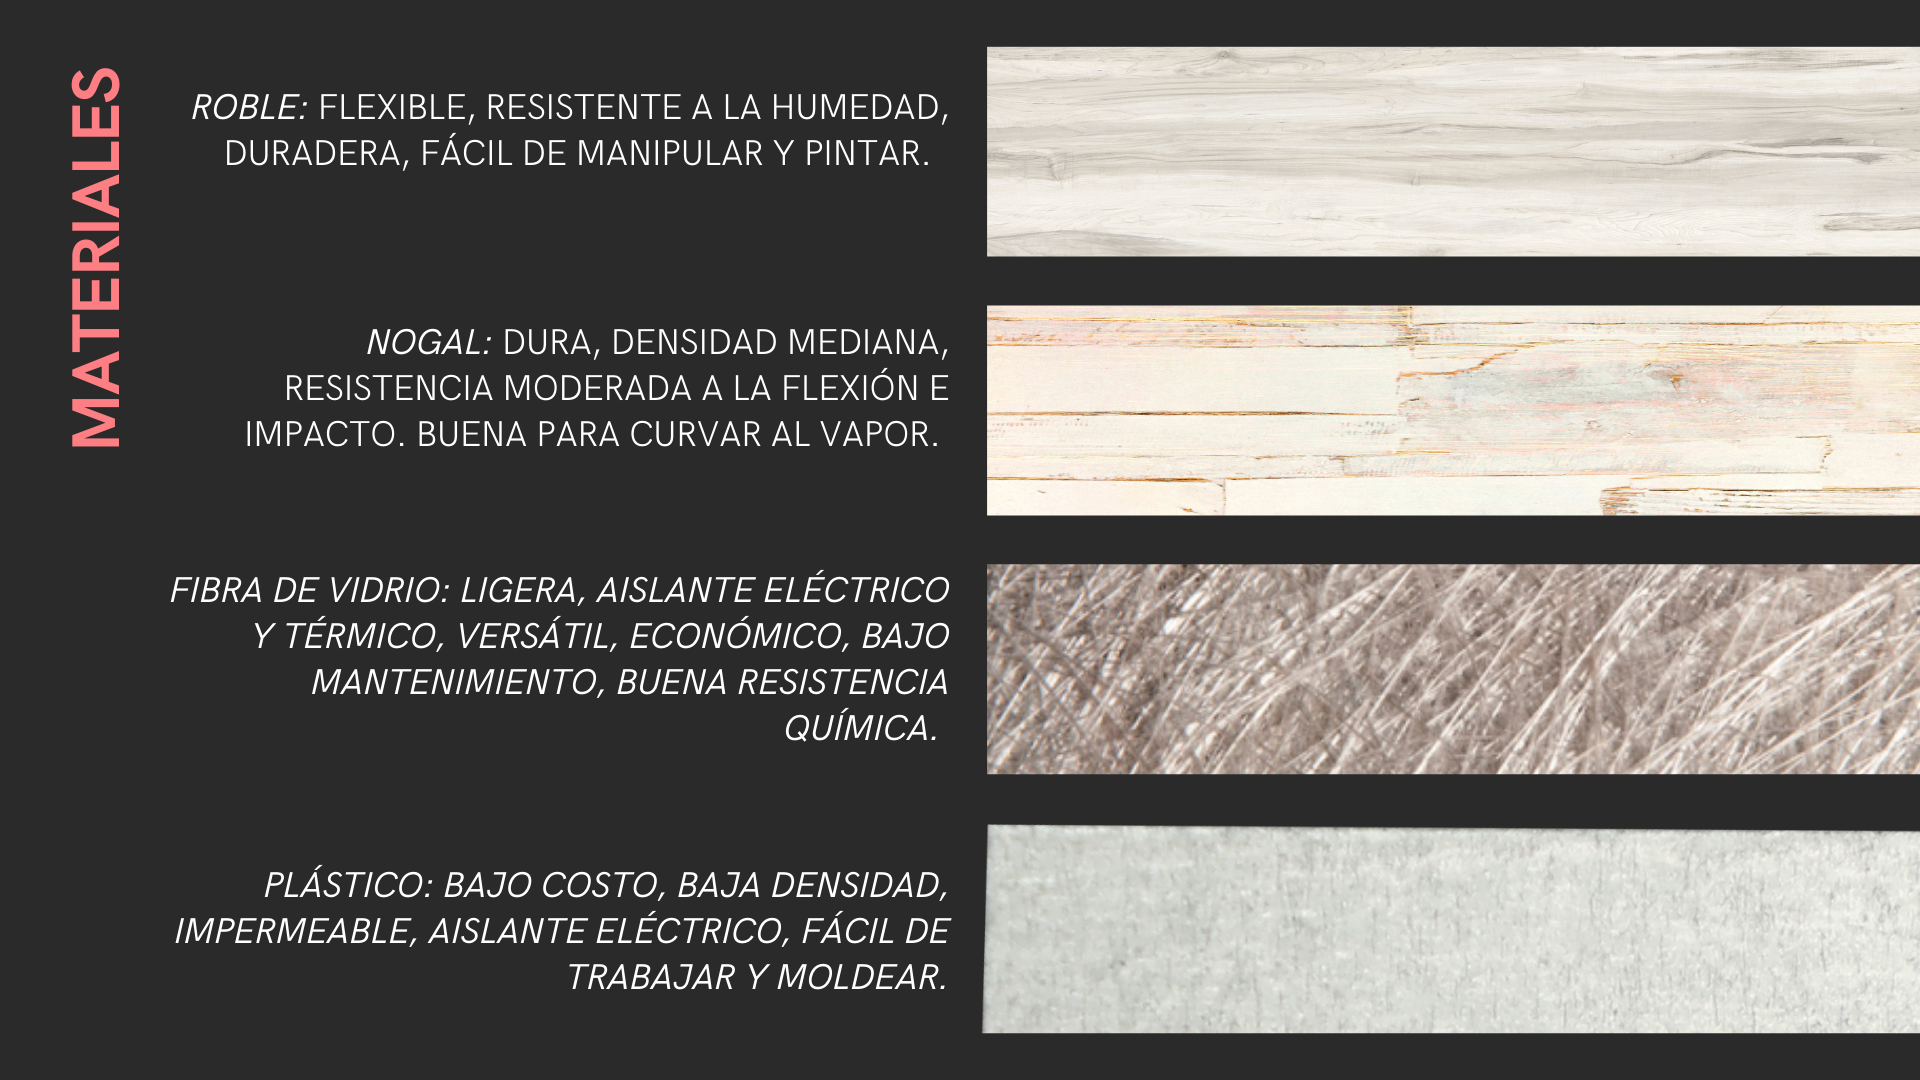 MATERIALES
ROBLE: FLEXIBLE, RESISTENTE A LA HUMEDAD,
DURADERA, FÁCIL DE MANIPULAR Y PINTAR.
NOGAL: DURA, DENSIDAD MEDIANA,
RESISTENCIA MODERADA A LA FLEXIÓN E
IMPACTO. BUENA PARA CURVAR AL VAPOR.
FIBRA DE VIDRIO: LIGERA, AISLANTE ELÉCTRICO
Y TÉRMICO, VERSÁTIL, ECONÓMICO, BAJO
MANTENIMIENTO, BUENA RESISTENCIA
QUÍMICA.
PLÁSTICO: BAJO COSTO, BAJA DENSIDAD,
IMPERMEABLE, AISLANTE ELÉCTRICO, FÁCIL DE
TRABAJAR Y MOLDEAR.